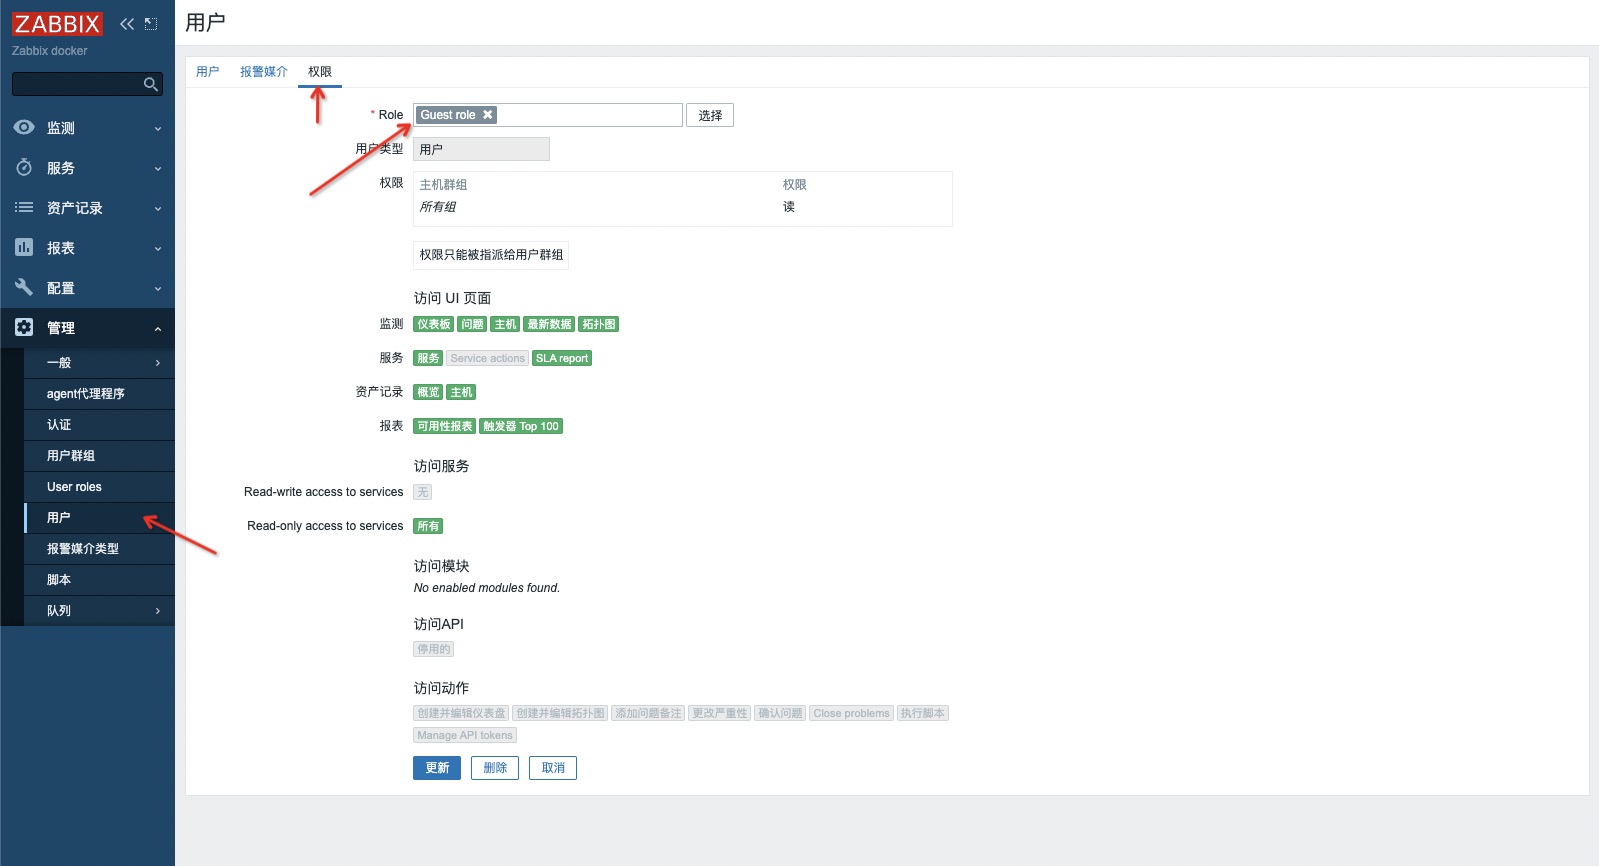 ZABBIX
Zabbix docker
监测
服务
资产记录
报表
配置
管理
一般
agent代理程序
认证
用户群组
User roles
用户
报警媒介类型
脚本
队列
用户
用户 报警媒介 权限
* Role Guest role 选择
用户类型 用户
权限 主机群组 权限
所有组 读
权限只能被指派给用户群组
访问 UI 页面
监测 仪表板 问题 主机 最新数据 拓扑图
服务 服务 Service actions SLA report
资产记录 概览 主机
报表 可用性报表 触发器 Top 100
访问服务
Read-write access to services 无
Read-only access to services 所有
访问模块
No enabled modules found.
访问API
停用的
访问动作
创建并编辑仪表盘 创建并编辑拓扑图 添加问题备注 更改严重性 确认问题 Close problems 执行脚本
Manage API tokens
更新 删除 取消